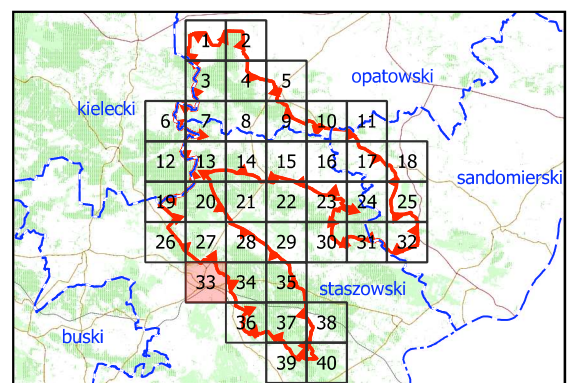 1 2
3 4 5
opatowski
kielecki
6 7 8 9 10 11
12 13 14 15 16 17 18
sandomierski
19 20 21 22 23 24 25
26 27 28 29 30 31 32
33 34 35
staszowski
36 37 38
buski
39 40